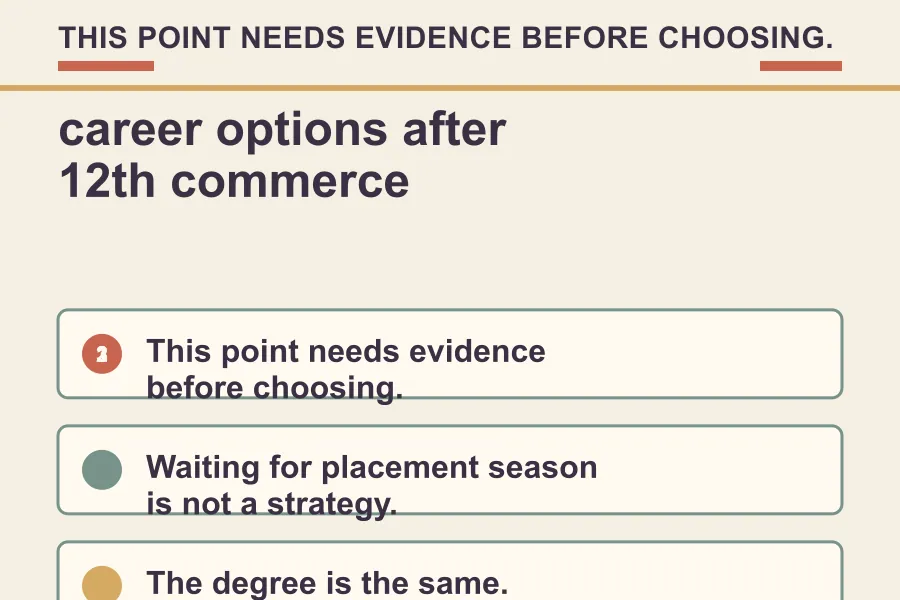 THIS POINT NEEDS EVIDENCE BEFORE CHOOSING.
career options after
12th commerce
This point needs evidence
before choosing.
Waiting for placement season
is not a strategy.
The degree is the same.